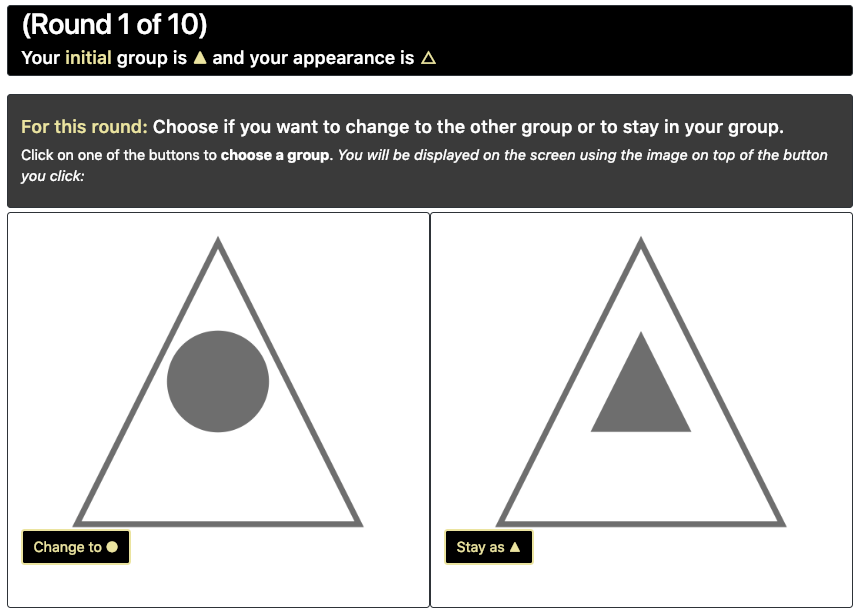 (Round 1 of 10)
Your initial group is ▲ and your appearance is △
For this round: Choose if you want to change to the other group or to stay in your group.
Click on one of the buttons to choose a group. You will be displayed on the screen using the image on top of the button
you click:
Change to ●
Stay as ▲